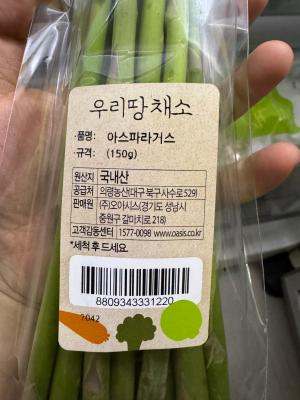 우리땅채소
·품명: 아스파라거스
·규격: (150g)
원산지 국내산
공급처 의령농산(대구 북구 사수로 529)
판매원 (주)오아시스(경기도 성남시
중원구 갈마치로 218)
고객감동센터 1577-0098 www.oasis.co.kr
*세척 후 드세요.
8809343331220